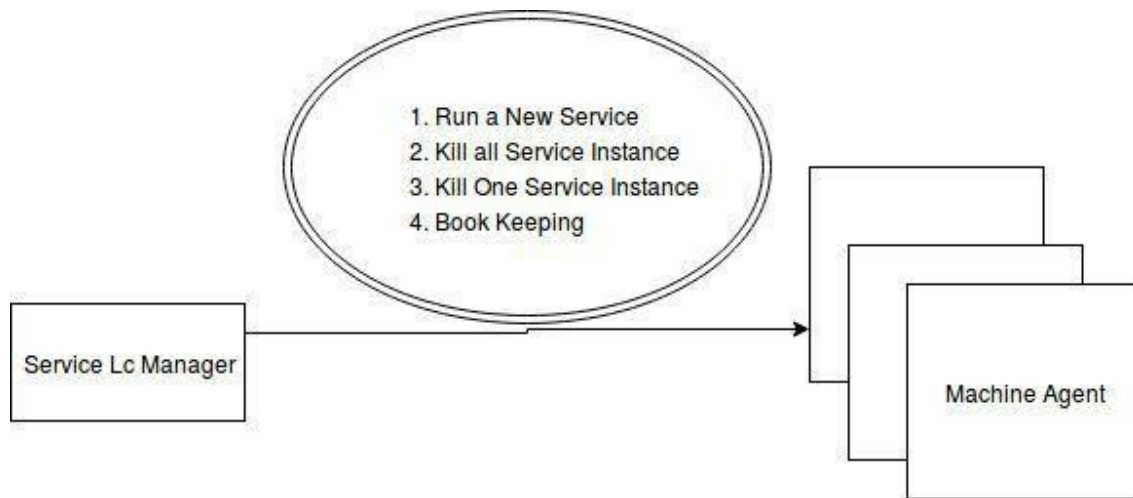 1. Run a New Service
2. Kill all Service Instance
3. Kill One Service Instance
4. Book Keeping
Service Lc Manager
Machine Agent